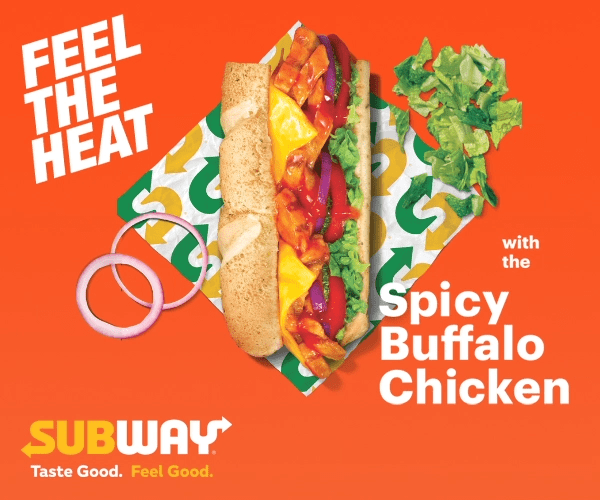 FEEL
THE
HEAT
with
the
Spicy
Buffalo
Chicken
SUBWAY
Taste Good. Feel Good.